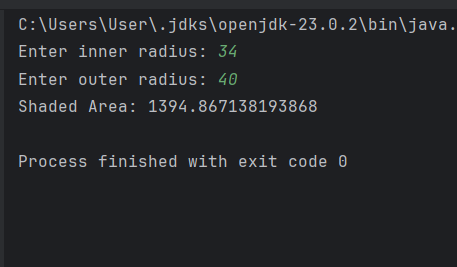 C:\Users\User\.jdks\openjdk-23.0.2\bin\java.
Enter inner radius: 34
Enter outer radius: 40
Shaded Area: 1394.867138193868
Process finished with exit code 0